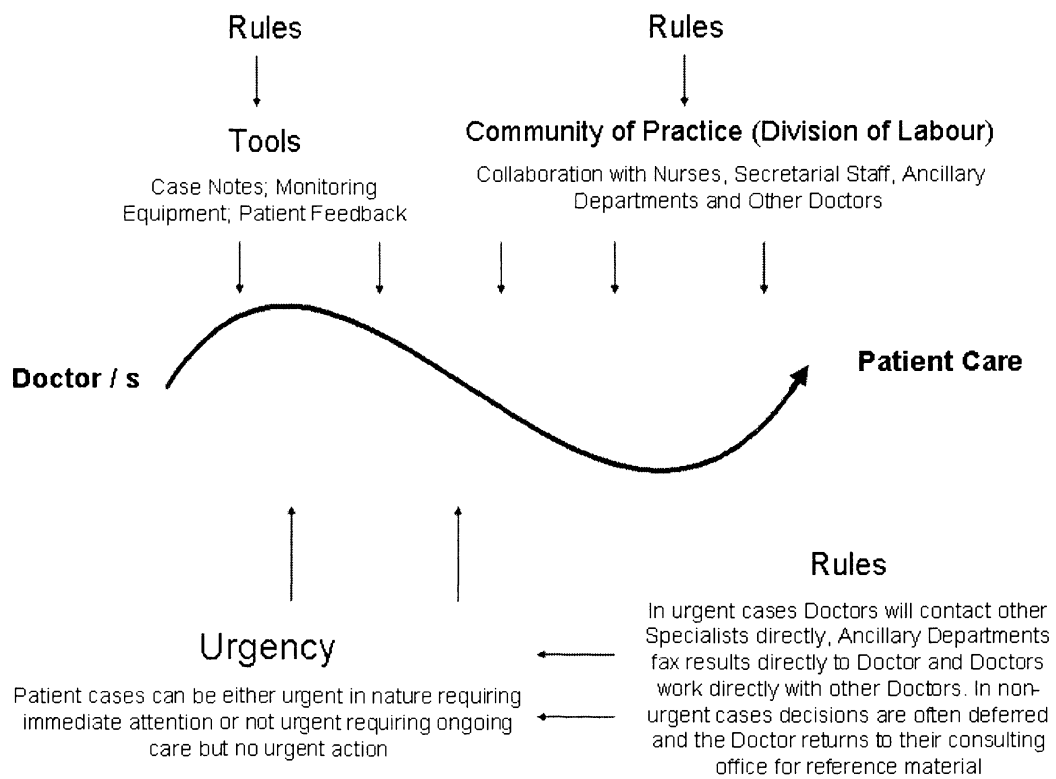 Rules
Tools
Case Notes; Monitoring
Equipment; Patient Feedback
Rules
Community of Practice (Division of Labour)
Collaboration with Nurses, Secretarial Staff, Ancillary
Departments and Other Doctors
Doctor / s
Patient Care
Urgency
Patient cases can be either urgent in nature requiring
immediate attention or not urgent requiring ongoing
care but no urgent action
Rules
In urgent cases Doctors will contact other
Specialists directly, Ancillary Departments
fax results directly to Doctor and Doctors
work directly with other Doctors. In non-
urgent cases decisions are often deferred
and the Doctor returns to their consulting
office for reference material